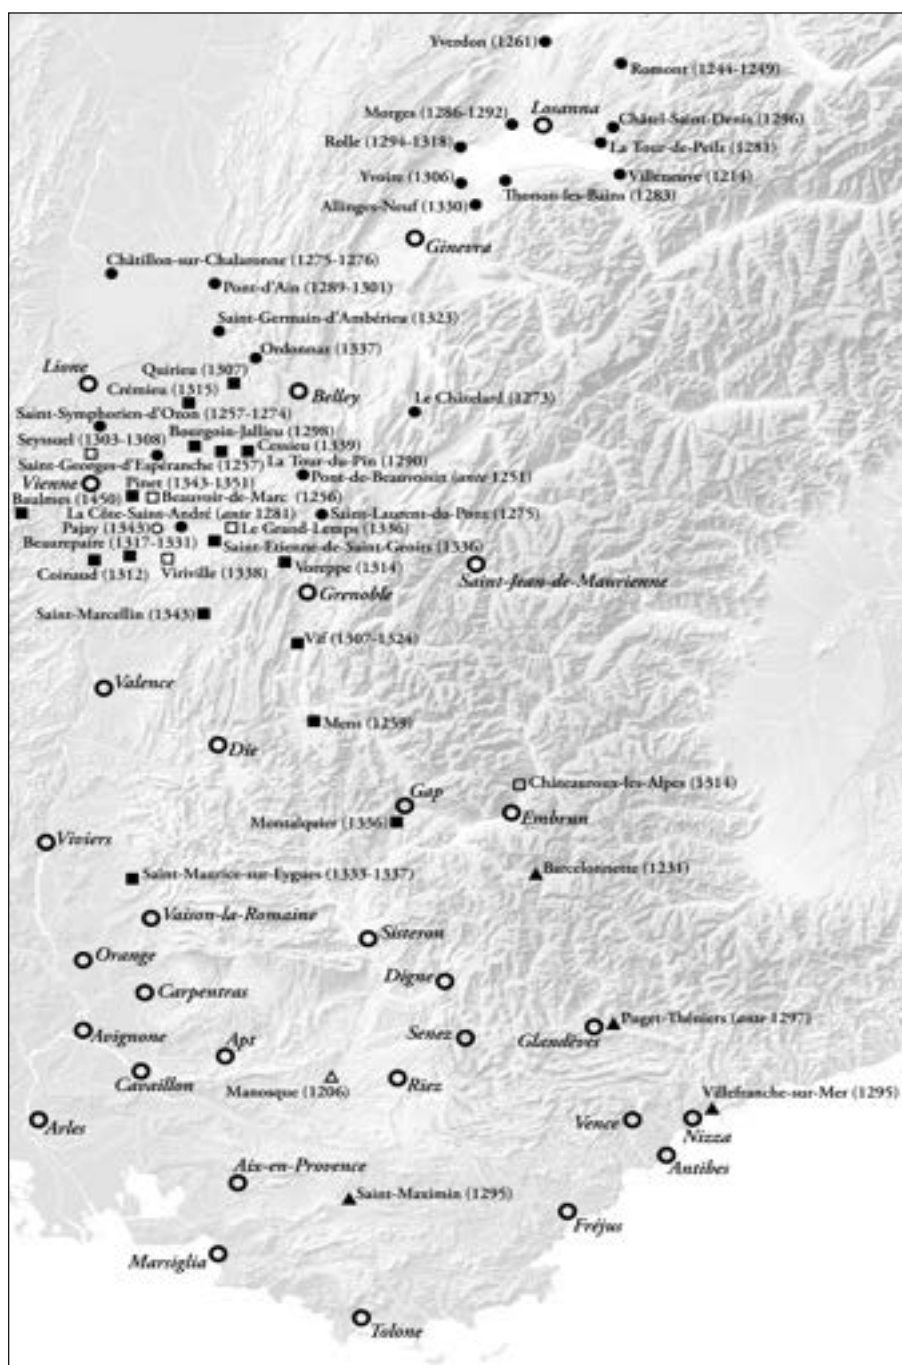 Yverdon (1261)
Romont (1244-1249)
Morges (1286-1292)
Losanna
Châtel-Saint-Denis (1296)
Rolle (1294-1318)
La Tour-de-Peilz (1281)
Yvoire (1306)
Villeneuve (1214)
Thonon-les-Bains (1283)
Allinges-Neuf (1330)
Ginevra
Châtillon-sur-Chalaronne (1275-1276)
Pont-d'Ain (1289-1301)
Saint-Germain-d'Ambérieu (1323)
Ordonnaz (1337)
Lione
Quirieu (1307)
Crémieu (1315)
Belley
Le Châtelard (1273)
Saint-Symphorien-d'Ozon (1257-1274)
Seyssuel (1303-1308)
Bourgoin-Jallieu (1298)
Cessieu (1339)
Saint-Georges-d'Espéranche (1257)
La Tour-du-Pin (1290)
Vienne
Pinet (1343-1351)
Pont-de-Beauvoisin (ante 1251)
Baulmes (1450)
Beauvoir-de-Marc (1256)
La Côte-Saint-André (ante 1281)
Saint-Laurent-du-Pont (1275)
Pajay (1343)
Le Grand-Lemps (1336)
Beaurepaire (1317-1331)
Saint-Etienne-de-Saint-Geoirs (1336)
Coinaud (1312)
Viriville (1338)
Voreppe (1314)
Saint-Jean-de-Maurienne
Grenoble
Saint-Marcellin (1343)
Vif (1307-1324)
Valence
Mens (1259)
Die
Châteauroux-les-Alpes (1314)
Gap
Embrun
Montalquier (1336)
Viviers
Barcelonnette (1231)
Saint-Maurice-sur-Eygues (1333-1337)
Vaison-la-Romaine
Sisteron
Orange
Digne
Carpentras
Puget-Théniers (ante 1297)
Avignone
Senez
Glandèves
Apt
Cavaillon
Manosque (1206)
Riez
Villefranche-sur-Mer (1295)
Arles
Vence
Nizza
Antibes
Aix-en-Provence
Saint-Maximin (1295)
Fréjus
Marsiglia
Tolone